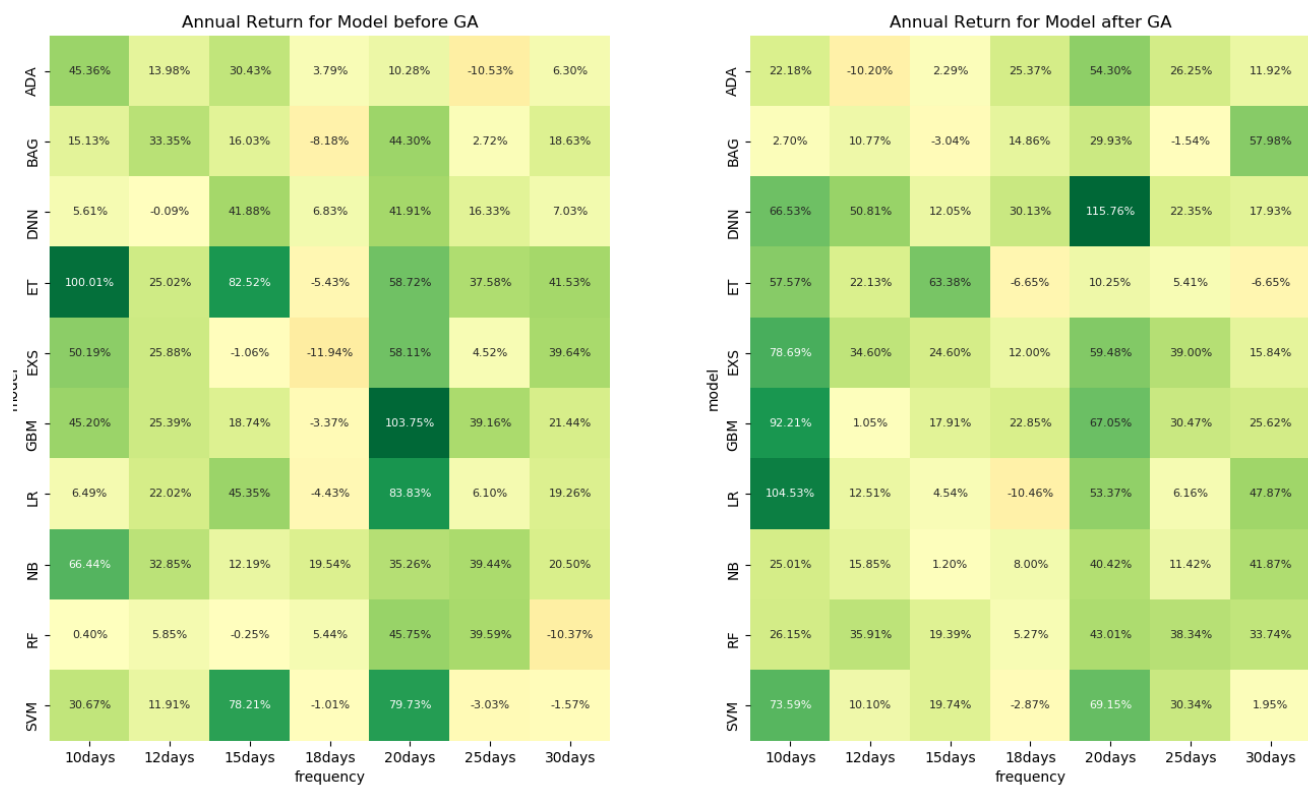 Annual Return for Model before GA
ADA 45.36% 13.98% 30.43% 3.79% 10.28% -10.53% 6.30%
BAG 15.13% 33.35% 16.03% -8.18% 44.30% 2.72% 18.63%
DNN 5.61% -0.09% 41.88% 6.83% 41.91% 16.33% 7.03%
ET 100.01% 25.02% 82.52% -5.43% 58.72% 37.58% 41.53%
EXS 50.19% 25.88% -1.06% -11.94% 58.11% 4.52% 39.64%
model
GBM 45.20% 25.39% 18.74% -3.37% 103.75% 39.16% 21.44%
LR 6.49% 22.02% 45.35% -4.43% 83.83% 6.10% 19.26%
NB 66.44% 32.85% 12.19% 19.54% 35.26% 39.44% 20.50%
RF 0.40% 5.85% -0.25% 5.44% 45.75% 39.59% -10.37%
SVM 30.67% 11.91% 78.21% -1.01% 79.73% -3.03% -1.57%
10days 12days 15days 18days 20days 25days 30days
frequency
Annual Return for Model after GA
ADA 22.18% -10.20% 2.29% 25.37% 54.30% 26.25% 11.92%
BAG 2.70% 10.77% -3.04% 14.86% 29.93% -1.54% 57.98%
DNN 66.53% 50.81% 12.05% 30.13% 115.76% 22.35% 17.93%
ET 57.57% 22.13% 63.38% -6.65% 10.25% 5.41% -6.65%
EXS 78.69% 34.60% 24.60% 12.00% 59.48% 39.00% 15.84%
model
GBM 92.21% 1.05% 17.91% 22.85% 67.05% 30.47% 25.62%
LR 104.53% 12.51% 4.54% -10.46% 53.37% 6.16% 47.87%
NB 25.01% 15.85% 1.20% 8.00% 40.42% 11.42% 41.87%
RF 26.15% 35.91% 19.39% 5.27% 43.01% 38.34% 33.74%
SVM 73.59% 10.10% 19.74% -2.87% 69.15% 30.34% 1.95%
10days 12days 15days 18days 20days 25days 30days
frequency